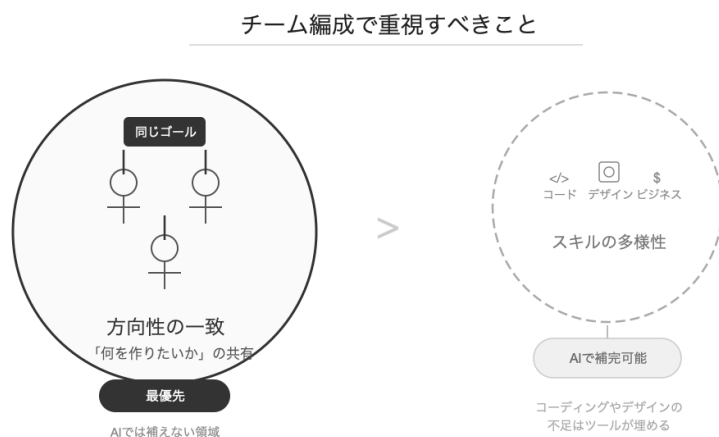 チーム編成で重視すべきこと
同じゴール
方向性の一致
「何を作りたいか」の共有
最優先
AIでは補えない領域
>
</> $
コード デザイン ビジネス
スキルの多様性
AIで補完可能
コーディングやデザインの
不足はツールが埋める